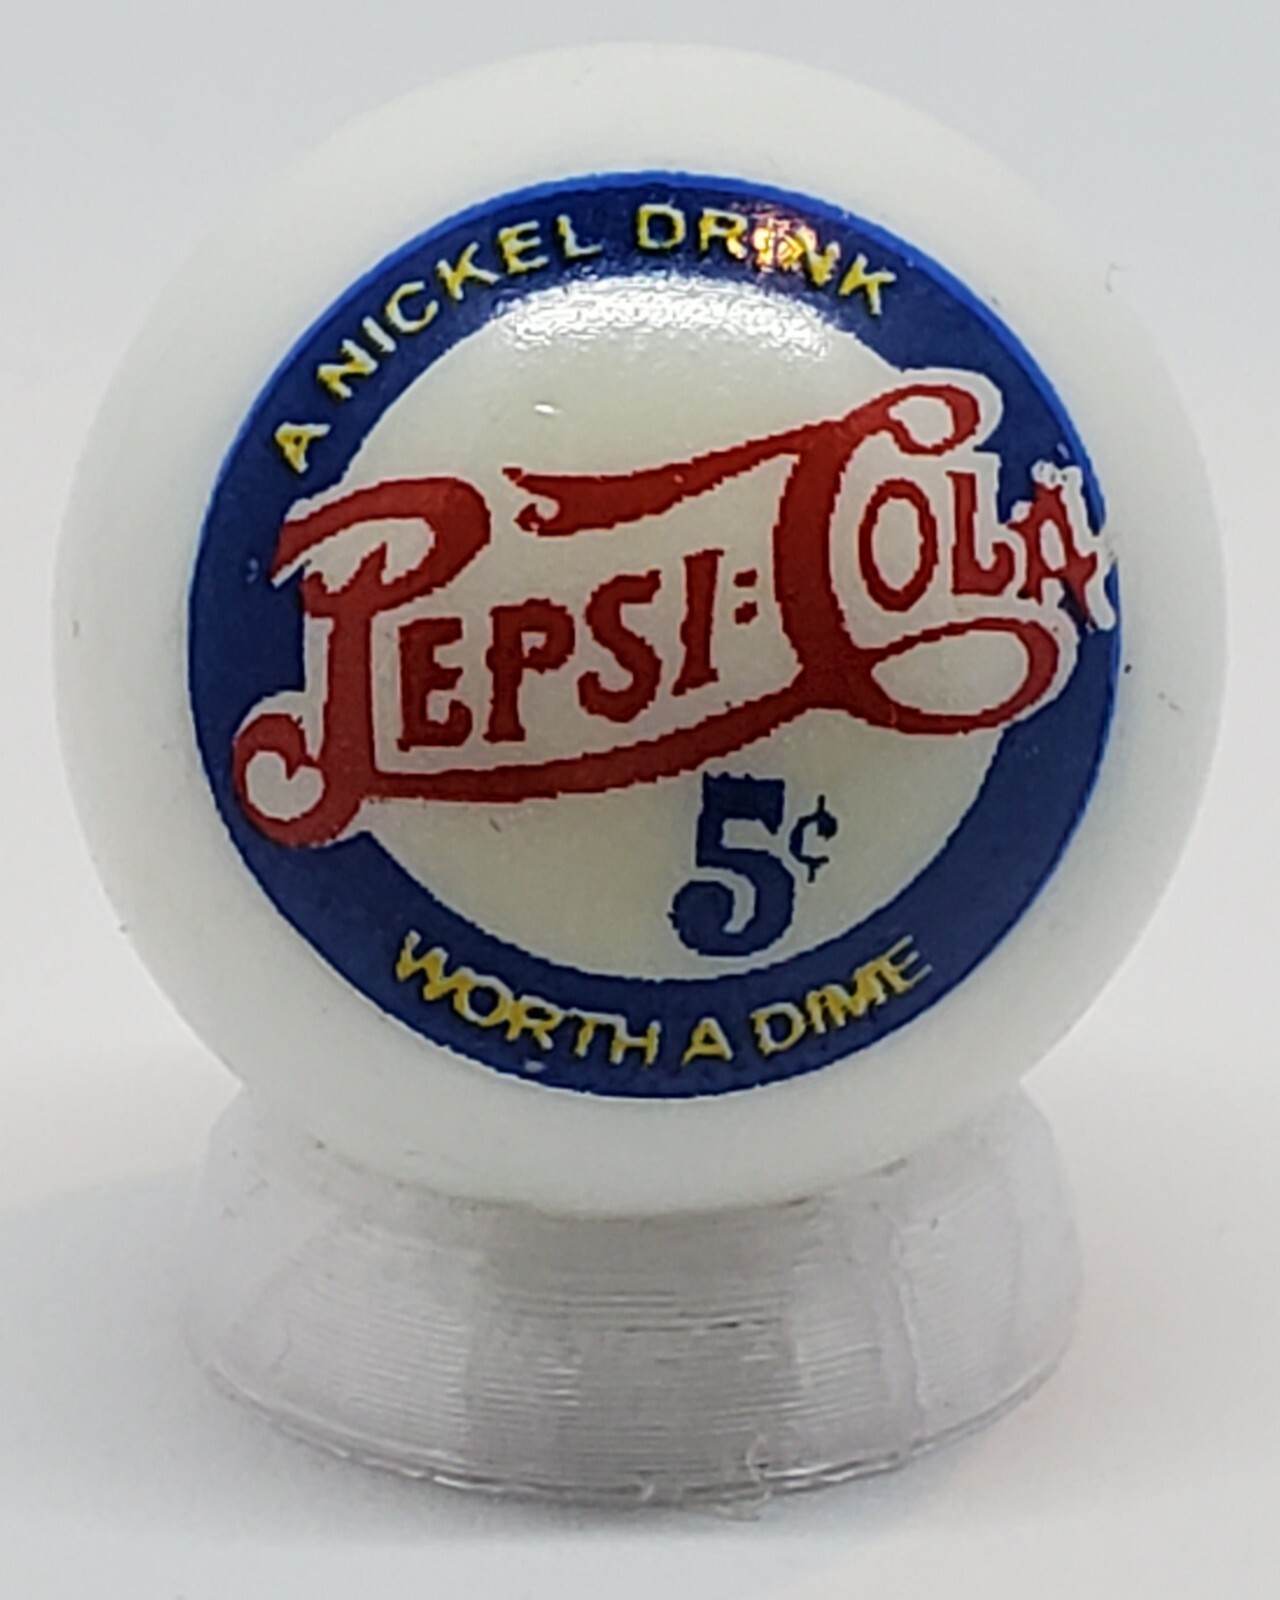 A NICKEL DRINK
PEPSI:COLA
5¢
WORTH A DIME